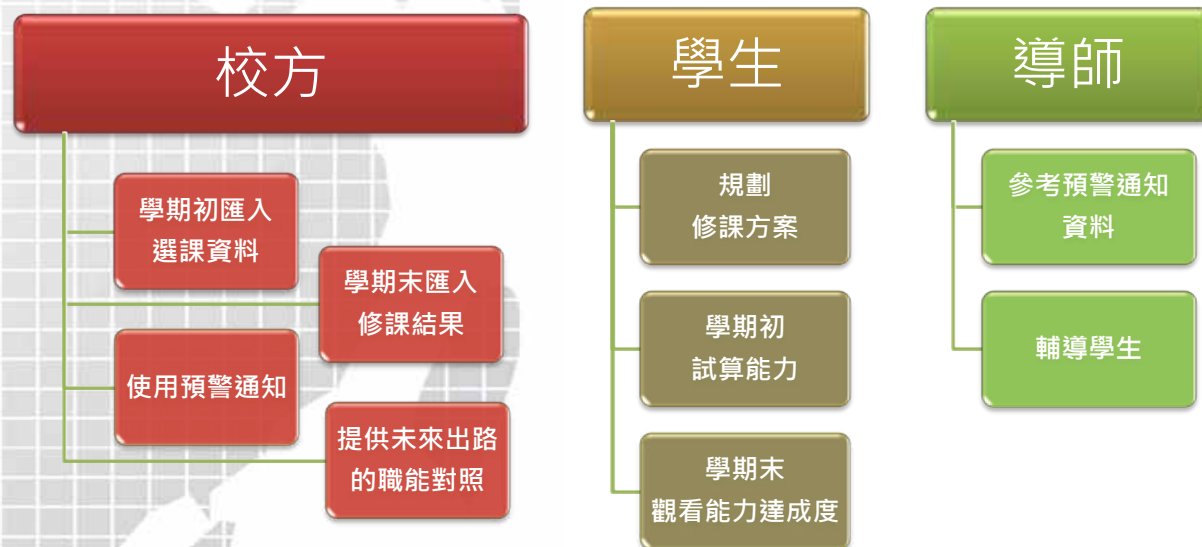 校方
學期初匯入
選課資料
學期末匯入
修課結果
使用預警通知
提供未來出路
的職能對照
學生
規劃
修課方案
學期初
試算能力
學期末
觀看能力達成度
導師
參考預警通知
資料
輔導學生